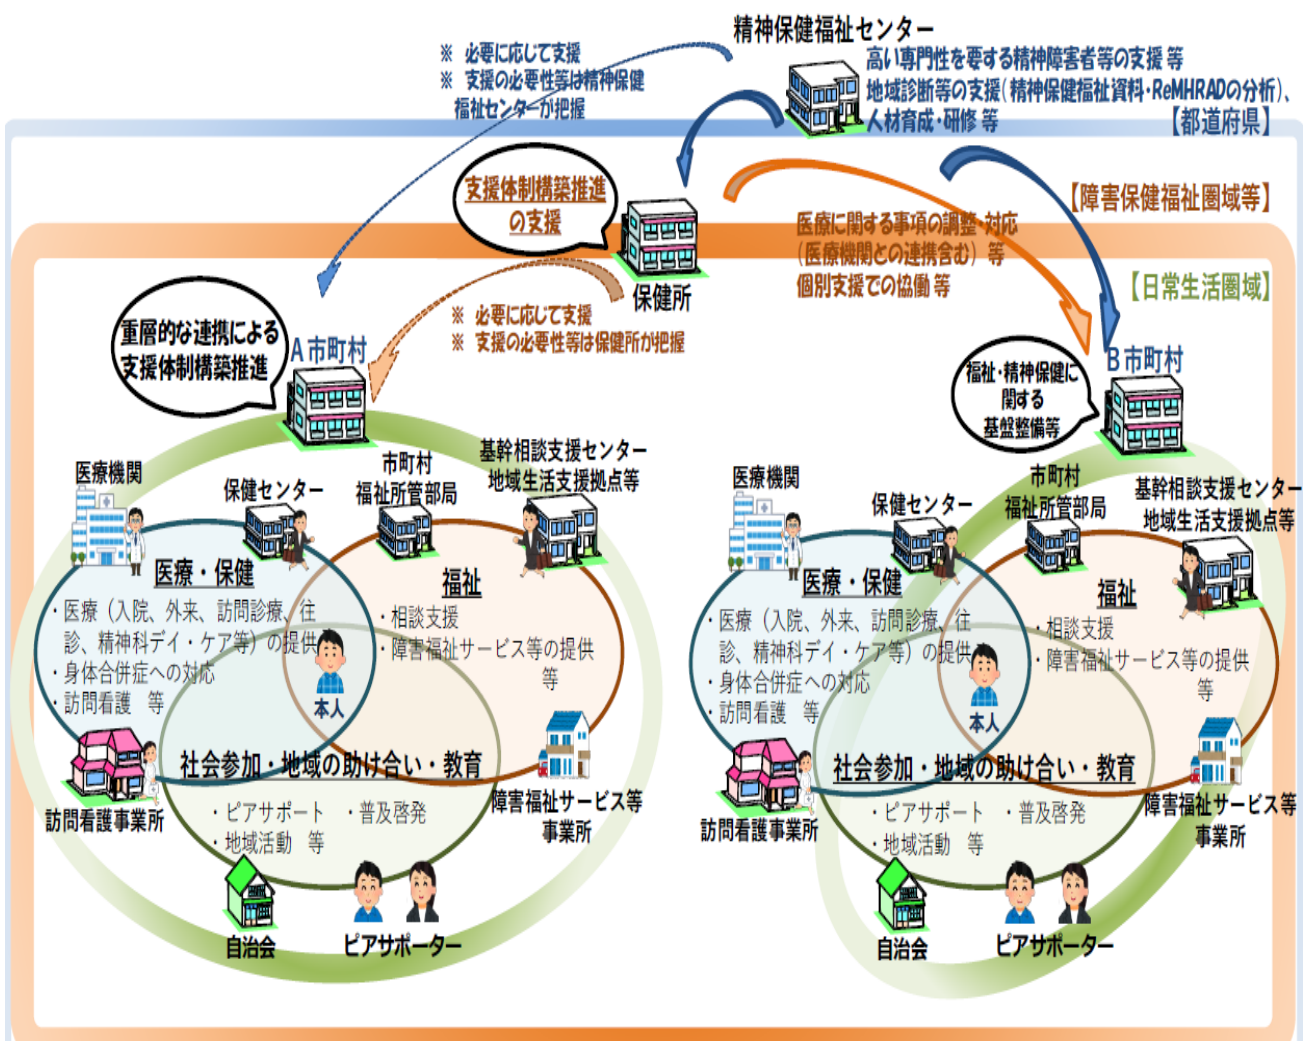 精神保健福祉センター
※ 必要に応じて支援
※ 支援の必要性等は精神保健
福祉センターが把握
高い専門性を要する精神障害者等の支援 等
地域診断等の支援(精神保健福祉資料・ReMHRADの分析)、
人材育成・研修 等
【都道府県】
支援体制構築推進
の支援
【障害保健福祉圏域等】
医療に関する事項の調整・対応
(医療機関との連携含む) 等
個別支援での協働 等
保健所
【日常生活圏域】
※ 必要に応じて支援
※ 支援の必要性等は保健所が把握
重層的な連携による
支援体制構築推進
A市町村
福祉・精神保健に
関する
基盤整備等
B市町村
医療機関
保健センター
市町村
福祉所管部局
基幹相談支援センター
地域生活支援拠点等
医療・保健
・医療（入院、外来、訪問診療、往
診、精神科デイ・ケア等）の提供
・身体合併症への対応
・訪問看護　等
福祉
・相談支援
・障害福祉サービス等の提供
等
本人
社会参加・地域の助け合い・教育
・ピアサポート　・普及啓発
・地域活動　等
訪問看護事業所
障害福祉サービス等
事業所
自治会
ピアサポーター
医療機関
保健センター
市町村
福祉所管部局
基幹相談支援センター
地域生活支援拠点等
医療・保健
・医療（入院、外来、訪問診療、往
診、精神科デイ・ケア等）の提供
・身体合併症への対応
・訪問看護　等
福祉
・相談支援
・障害福祉サービス等の提供
等
本人
社会参加・地域の助け合い・教育
・ピアサポート　・普及啓発
・地域活動　等
訪問看護事業所
障害福祉サービス等
事業所
自治会
ピアサポーター